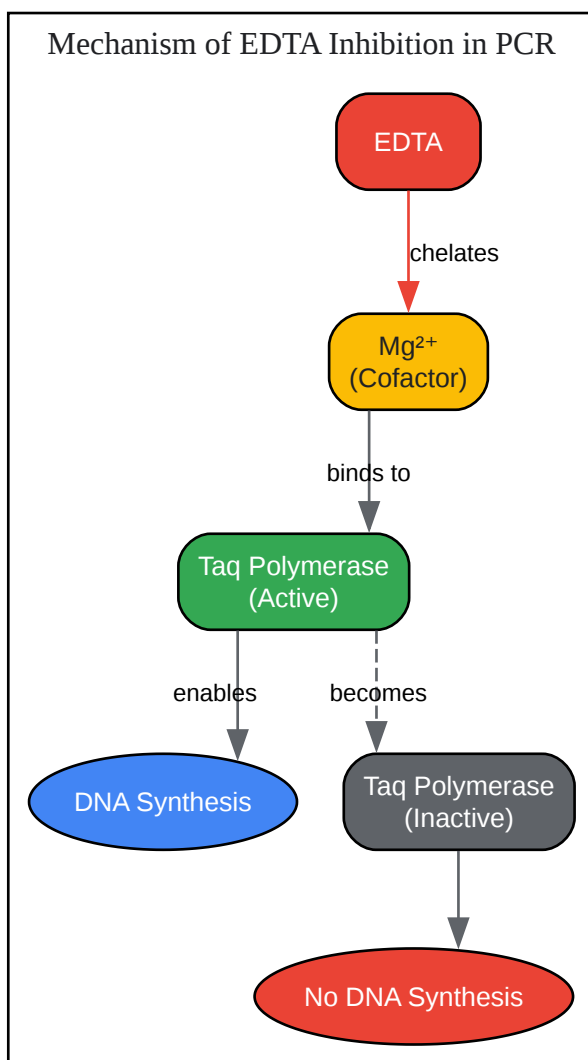 Mechanism of EDTA Inhibition in PCR
EDTA
chelates
Mg²⁺
(Cofactor)
binds to
Taq Polymerase
(Active)
enables
becomes
DNA Synthesis
Taq Polymerase
(Inactive)
No DNA Synthesis